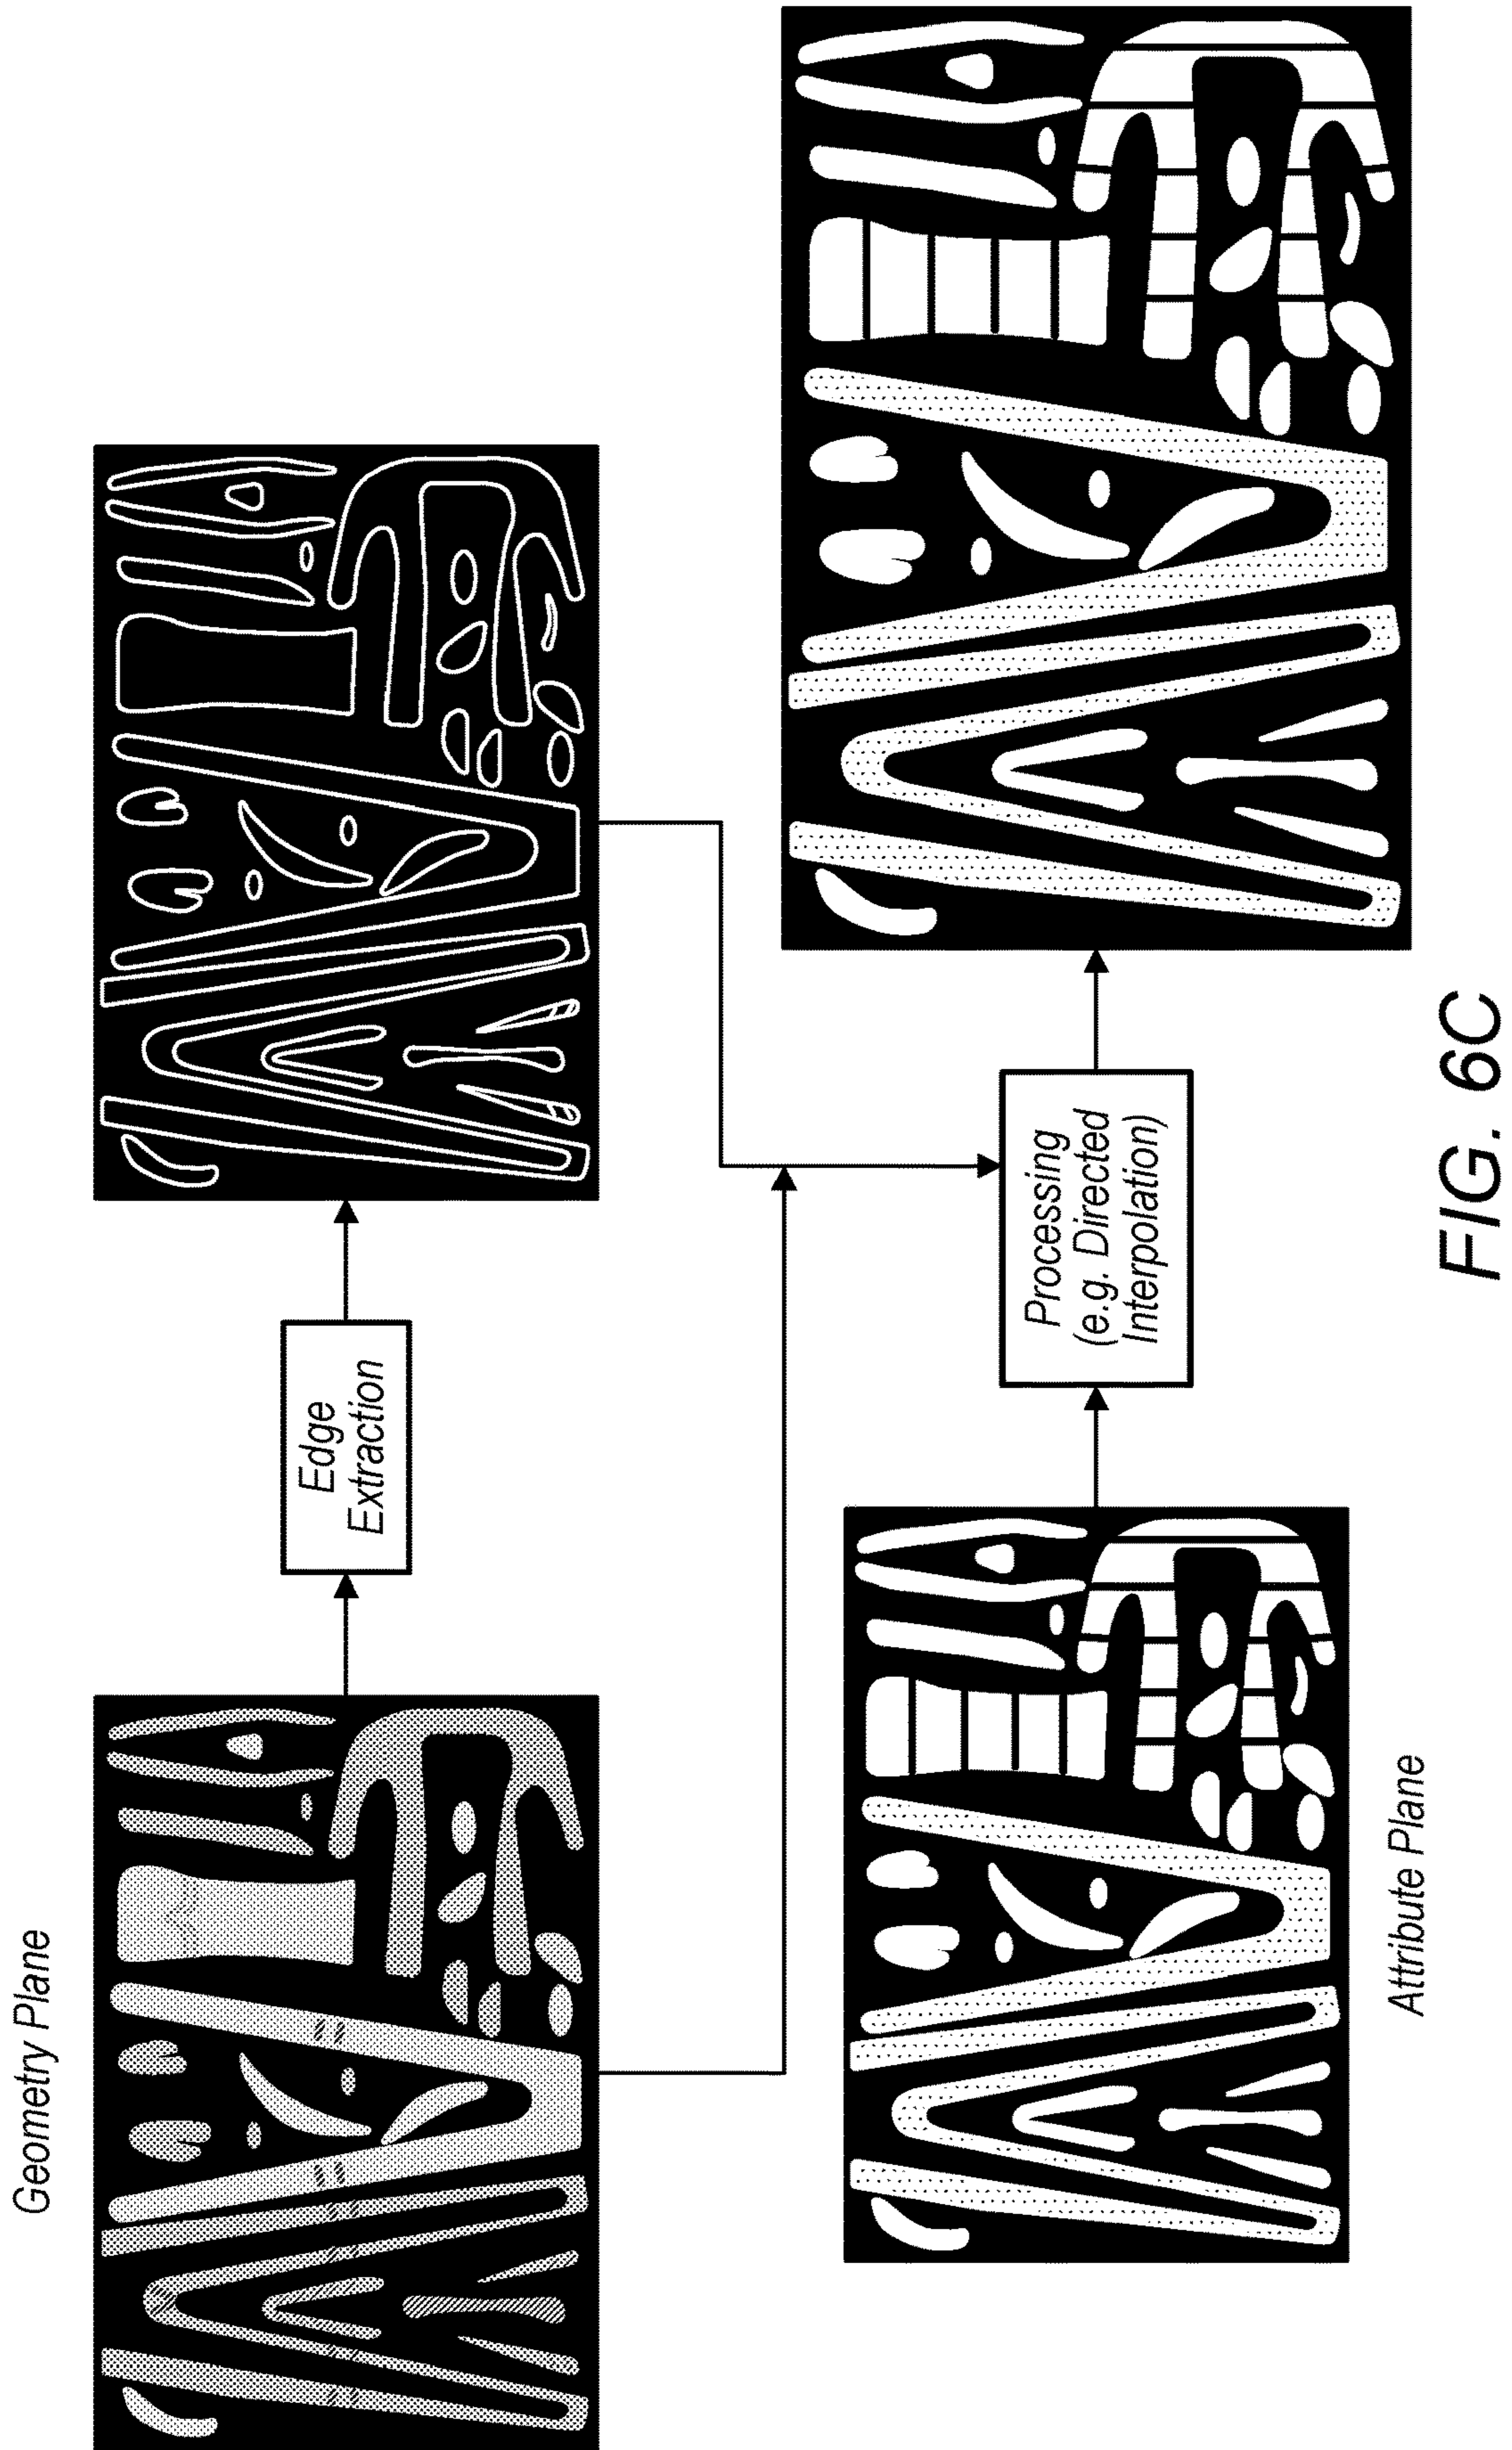 Geometry Plane
Edge
Extraction
Processing
(e.g. Directed
Interpolation)
Attribute Plane
FIG. 6C